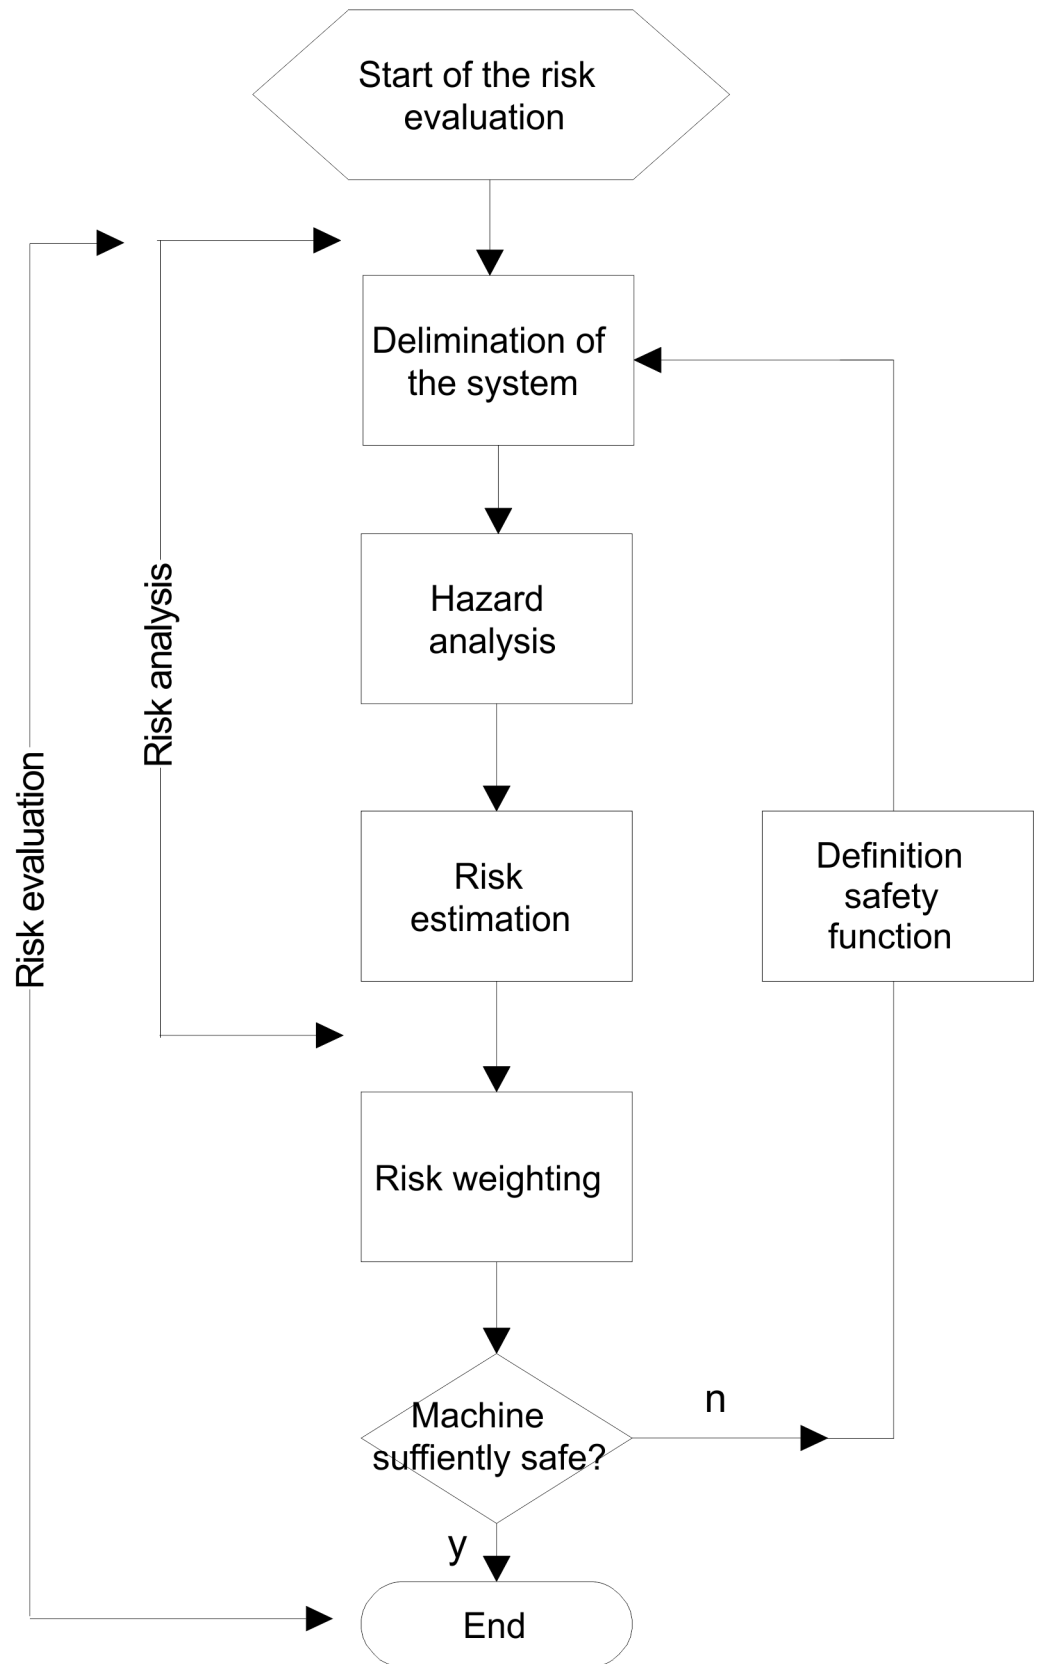 Start of the risk
evaluation
Delimination of
the system
Hazard
analysis
Risk analysis
Risk evaluation
Risk
estimation
Definition
safety
function
Risk weighting
Machine
suffiently safe?
n
y
End